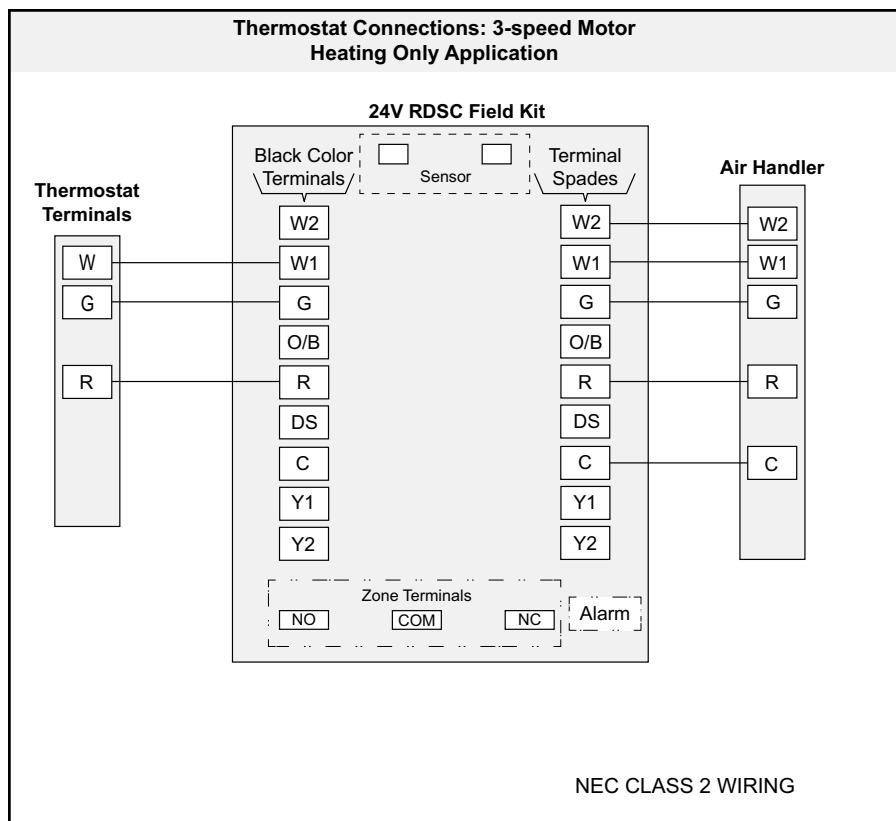 Thermostat Connections: 3-speed Motor
Heating Only Application
24V RDSC Field Kit
Thermostat
Terminals
W
G
R
Black Color
Terminals
Sensor
Terminal
Spades
W2
W1
G
O/B
R
DS
C
Y1
Y2
W2
W1
G
O/B
R
DS
C
Y1
Y2
Air Handler
W2
W1
G
R
C
Zone Terminals
NO
COM
NC
Alarm
NEC CLASS 2 WIRING